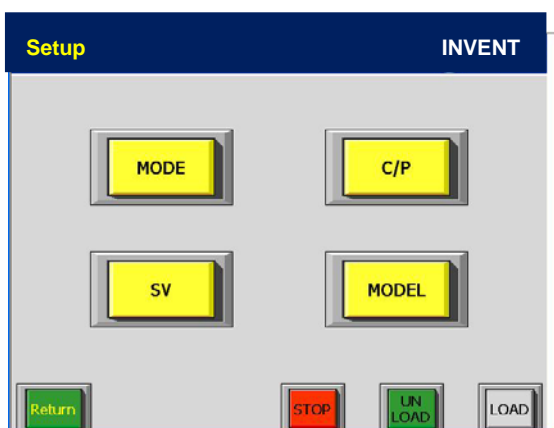 Setup INVENT
MODE C/P
SV MODEL
Return STOP UN LOAD LOAD